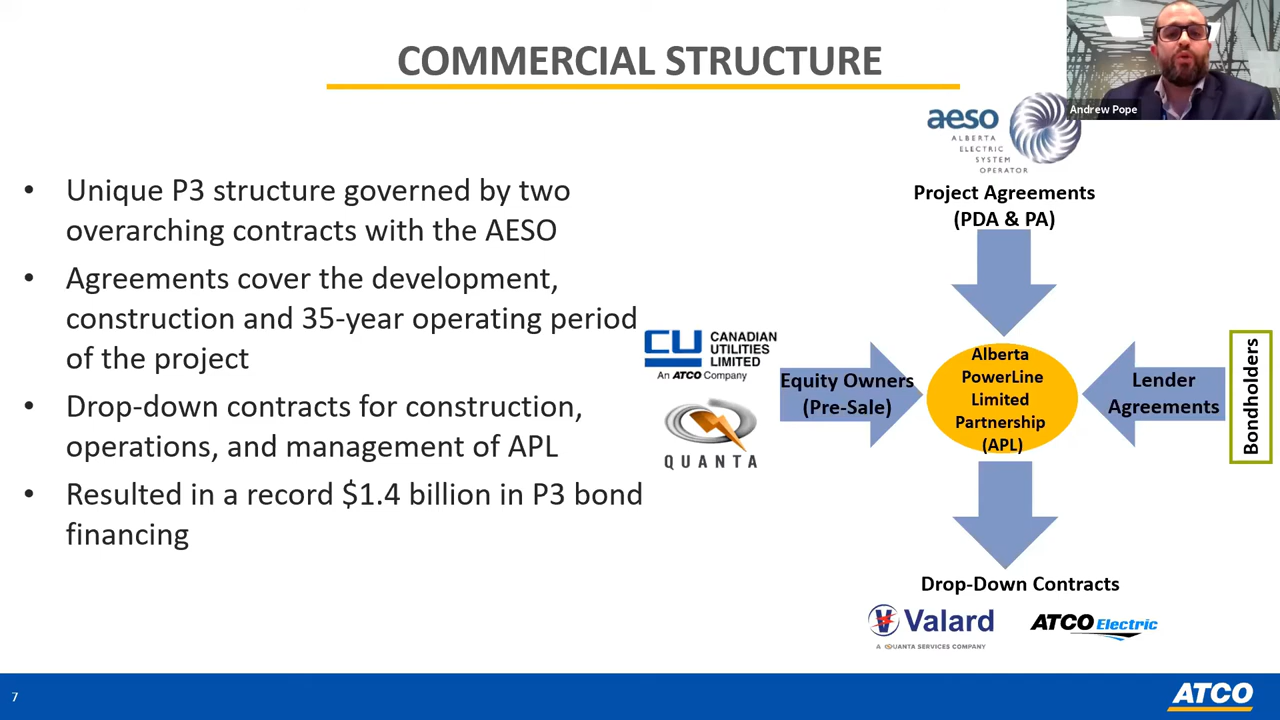 COMMERCIAL STRUCTURE
Andrew Pope
• Unique P3 structure governed by two
overarching contracts with the AESO
• Agreements cover the development,
construction and 35-year operating period
of the project
• Drop-down contracts for construction,
operations, and management of APL
• Resulted in a record $1.4 billion in P3 bond
financing
aeso
ALBERTA
ELECTRIC
SYSTEM
OPERATOR
Project Agreements
(PDA & PA)
CU CANADIAN
UTILITIES
LIMITED
An ATCO Company
QUANTA
Equity Owners
(Pre-Sale)
Alberta
PowerLine
Limited
Partnership
(APL)
Lender
Agreements
Bondholders
Drop-Down Contracts
Valard
A QUANTA SERVICES COMPANY
ATCO Electric
7
ATCO